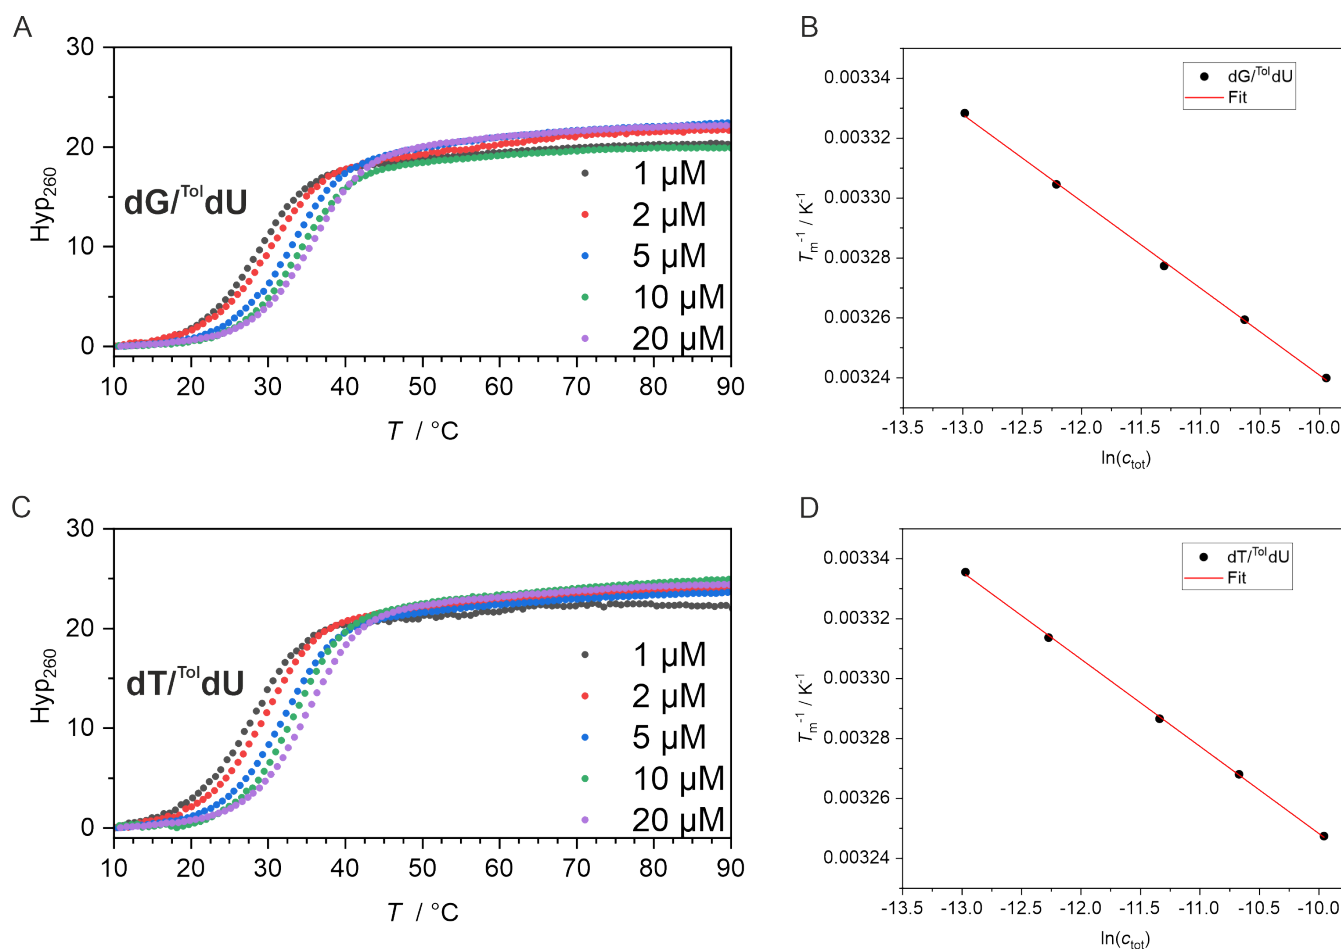 A
30
20
10
0
Hyp260
dG/ToldU
1 µM
2 µM
5 µM
10 µM
20 µM
10 20 30 40 50 60 70 80 90
T / °C
B
0.00334
0.00332
0.00330
0.00328
0.00326
0.00324
Tm-1 / K-1
dG/ToldU
Fit
-13.5 -13.0 -12.5 -12.0 -11.5 -11.0 -10.5 -10.0
ln(ctot)
C
30
20
10
0
Hyp260
dT/ToldU
1 µM
2 µM
5 µM
10 µM
20 µM
10 20 30 40 50 60 70 80 90
T / °C
D
0.00334
0.00332
0.00330
0.00328
0.00326
0.00324
Tm-1 / K-1
dT/ToldU
Fit
-13.5 -13.0 -12.5 -12.0 -11.5 -11.0 -10.5 -10.0
ln(ctot)